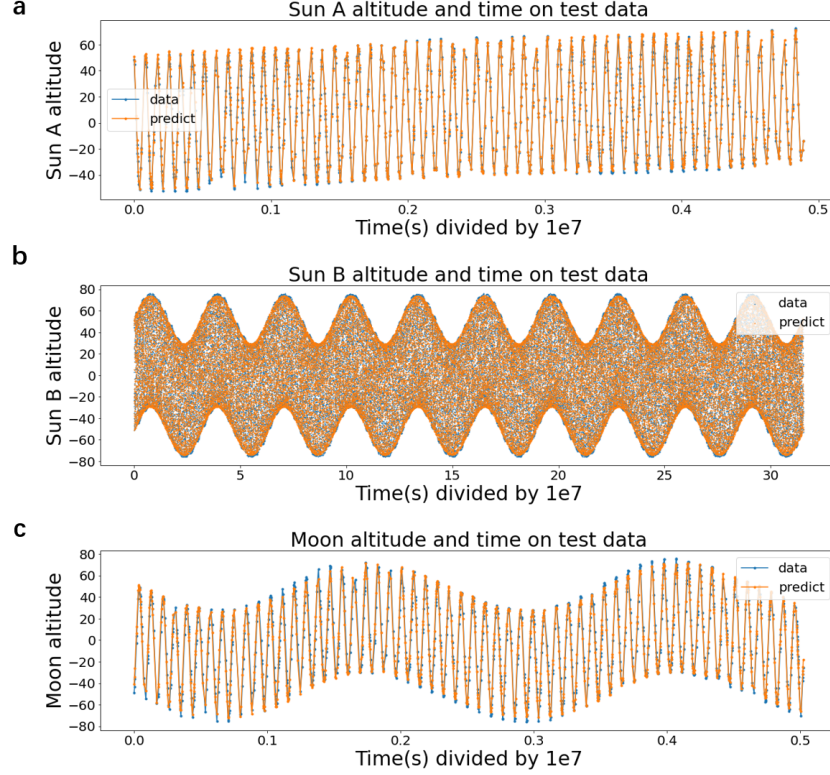 a
Sun A altitude and time on test data
Sun A altitude
60
40
20
0
−20
−40
data
predict
0.0 0.1 0.2 0.3 0.4 0.5
Time(s) divided by 1e7
b
Sun B altitude and time on test data
Sun B altitude
80
60
40
20
0
−20
−40
−60
−80
data
predict
0 5 10 15 20 25 30
Time(s) divided by 1e7
c
Moon altitude and time on test data
Moon altitude
80
60
40
20
0
−20
−40
−60
−80
data
predict
0.0 0.1 0.2 0.3 0.4 0.5
Time(s) divided by 1e7